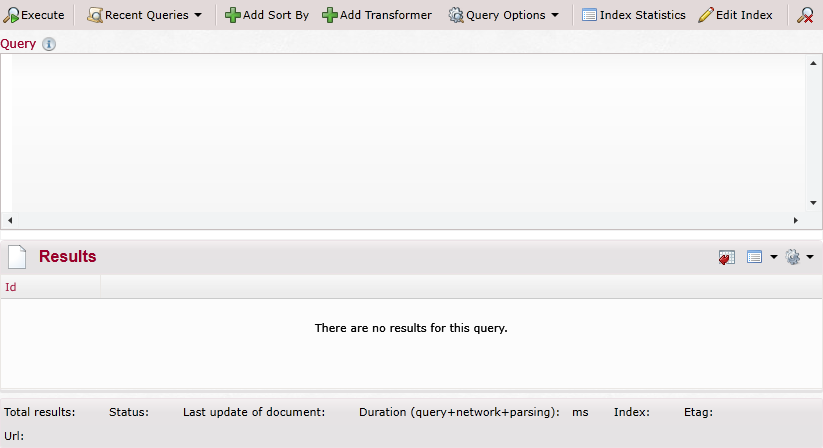 Execute Recent Queries Add Sort By Add Transformer Query Options Index Statistics Edit Index
Query
Results
Id
There are no results for this query.
Total results: Status: Last update of document: Duration (query+network+parsing): ms Index: Etag:
Url: